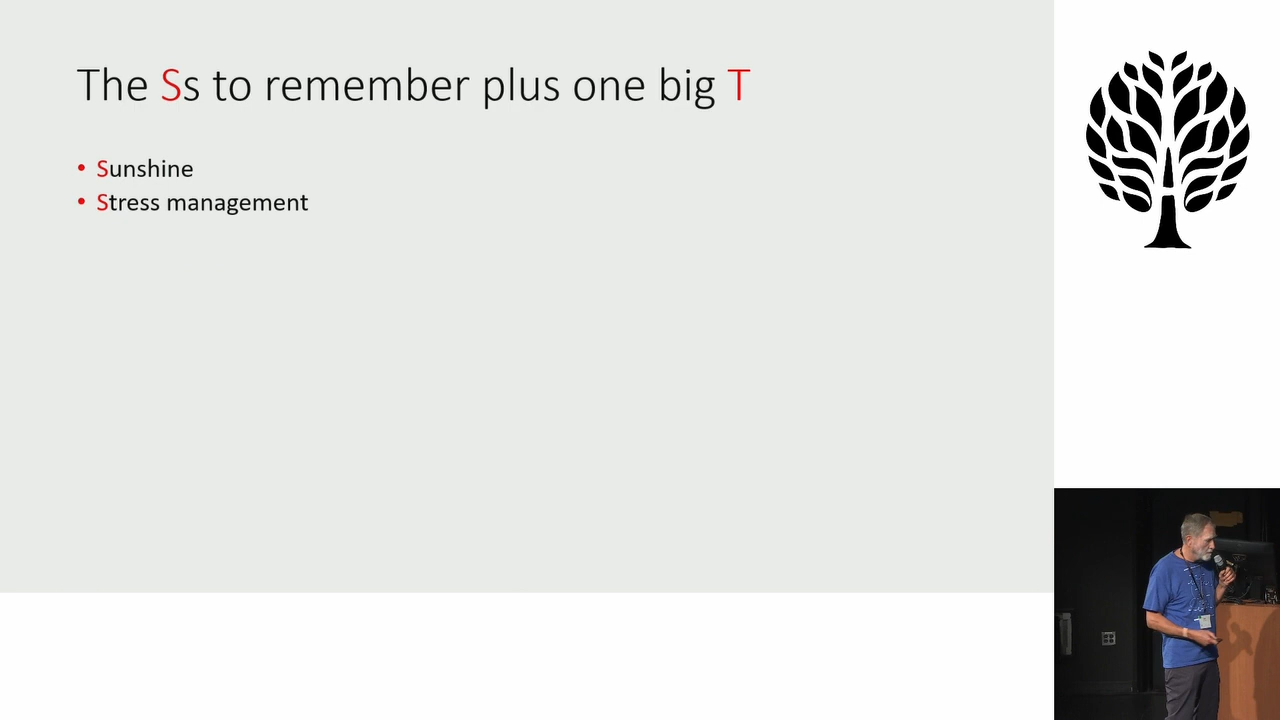 The Ss to remember plus one big T
• Sunshine
• Stress management